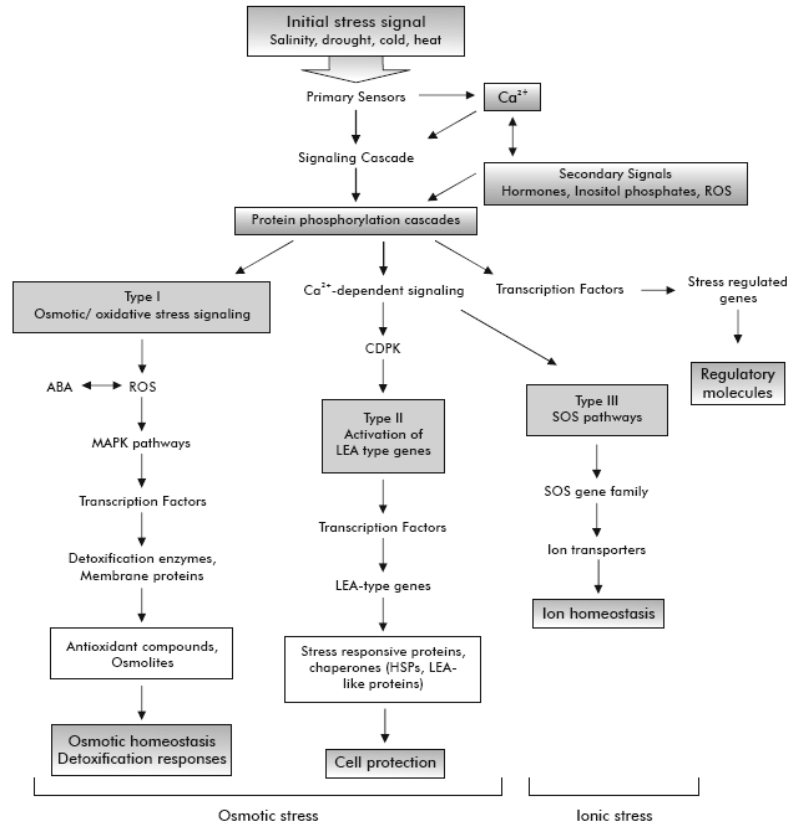 Initial stress signal
Salinity, drought, cold, heat
Primary Sensors
Ca²⁺
Signaling Cascade
Secondary Signals
Hormones, Inositol phosphates, ROS
Protein phosphorylation cascades
Type I
Osmotic/ oxidative stress signaling
Ca²⁺-dependent signaling
Transcription Factors
Stress regulated
genes
CDPK
ABA
ROS
Regulatory
molecules
Type II
Activation of
LEA type genes
Type III
SOS pathways
MAPK pathways
Transcription Factors
SOS gene family
Transcription Factors
Detoxification enzymes,
Membrane proteins
Ion transporters
LEA-type genes
Ion homeostasis
Antioxidant compounds,
Osmolites
Stress responsive proteins,
chaperones (HSPs, LEA-
like proteins)
Osmotic homeostasis
Detoxification responses
Cell protection
Osmotic stress
Ionic stress